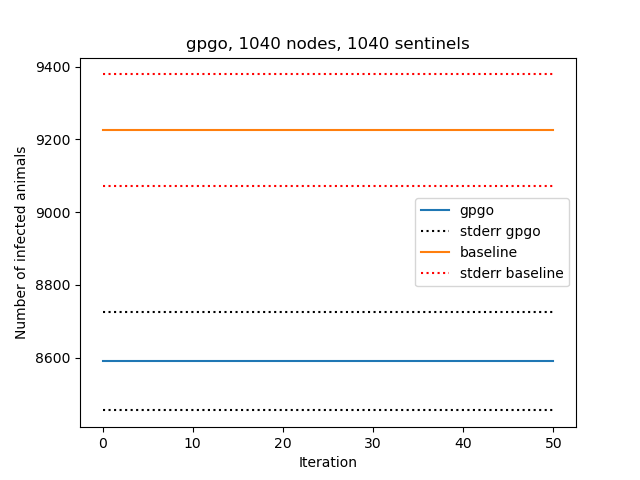 gpgo, 1040 nodes, 1040 sentinels
9400
9200
9000
8800
8600
Number of infected animals
gpgo
stderr gpgo
baseline
stderr baseline
0 10 20 30 40 50
Iteration